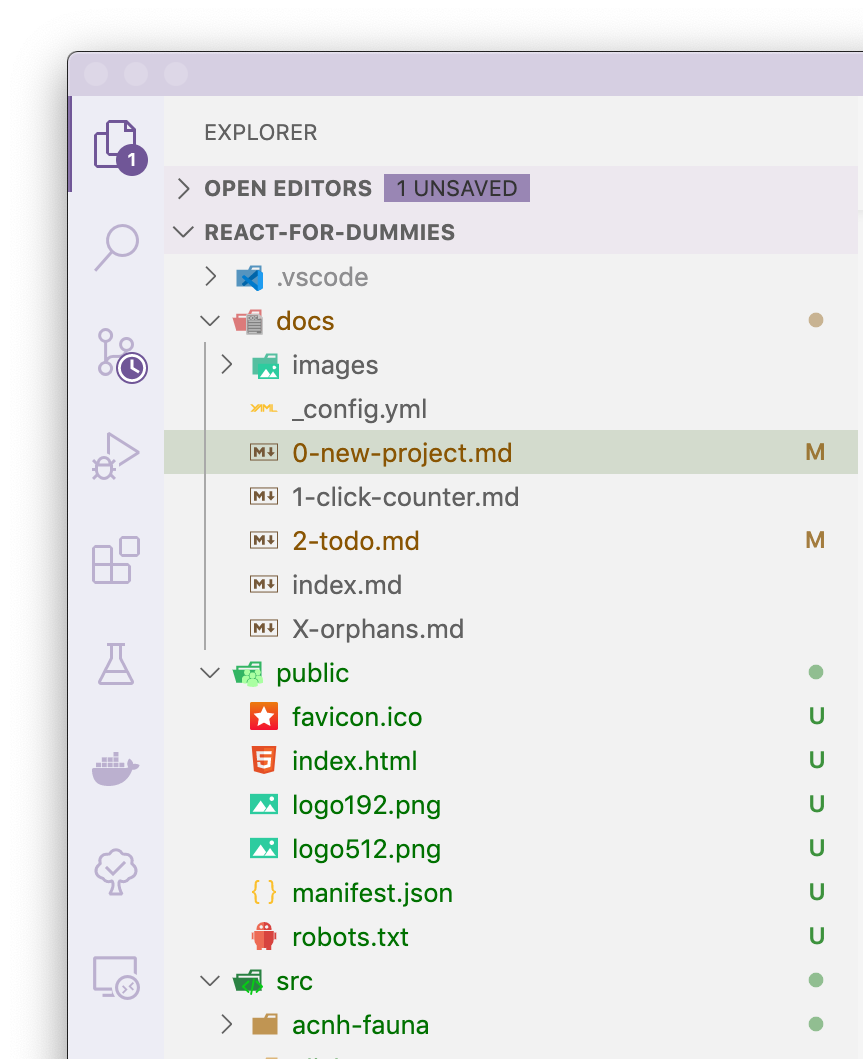 EXPLORER
1
OPEN EDITORS 1 UNSAVED
REACT-FOR-DUMMIES
.vscode
docs
images
YAML _config.yml
M 0-new-project.md M
M 1-click-counter.md
M 2-todo.md M
M index.md
M X-orphans.md
public
favicon.ico U
5 index.html U
logo192.png U
logo512.png U
{ } manifest.json U
robots.txt U
src
acnh-fauna